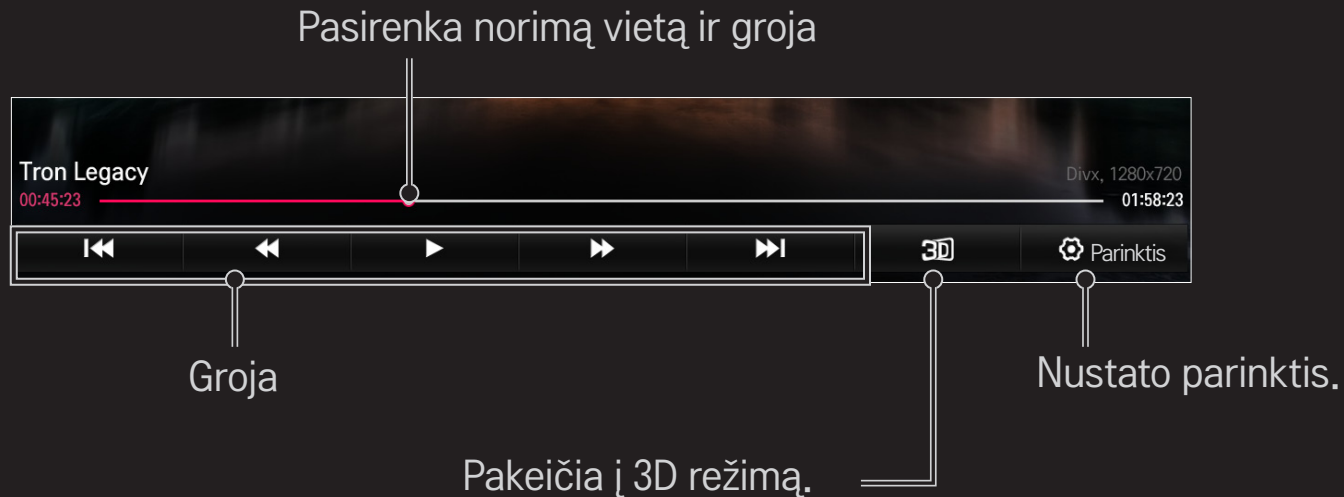 Pasirenka norimą vietą ir groja
Tron Legacy
Divx, 1280x720
00:45:23
01:58:23
3D
Parinktis
Groja
Nustato parinktis.
Pakeičia į 3D režimą.